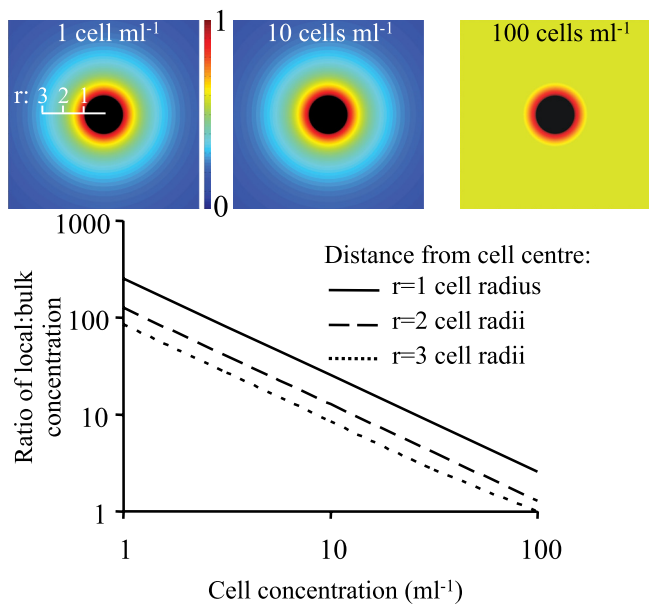 1 cell ml-1
1
10 cells ml-1
100 cells ml-1
r: 3 2 1
0
1000
100
10
1
Ratio of local:bulk
concentration
Distance from cell centre:
r=1 cell radius
r=2 cell radii
r=3 cell radii
1 10 100
Cell concentration (ml-1)